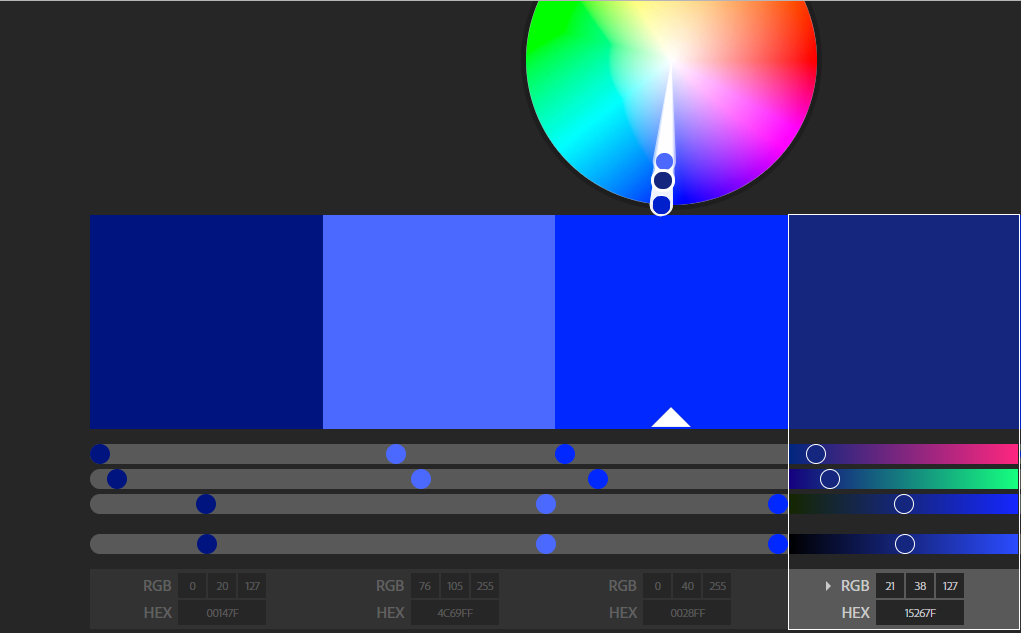 RGB 0 20 127 RGB 76 105 255 RGB 0 40 255 RGB 21 38 127
HEX 00147F HEX 4C69FF HEX 0028FF HEX 15267F